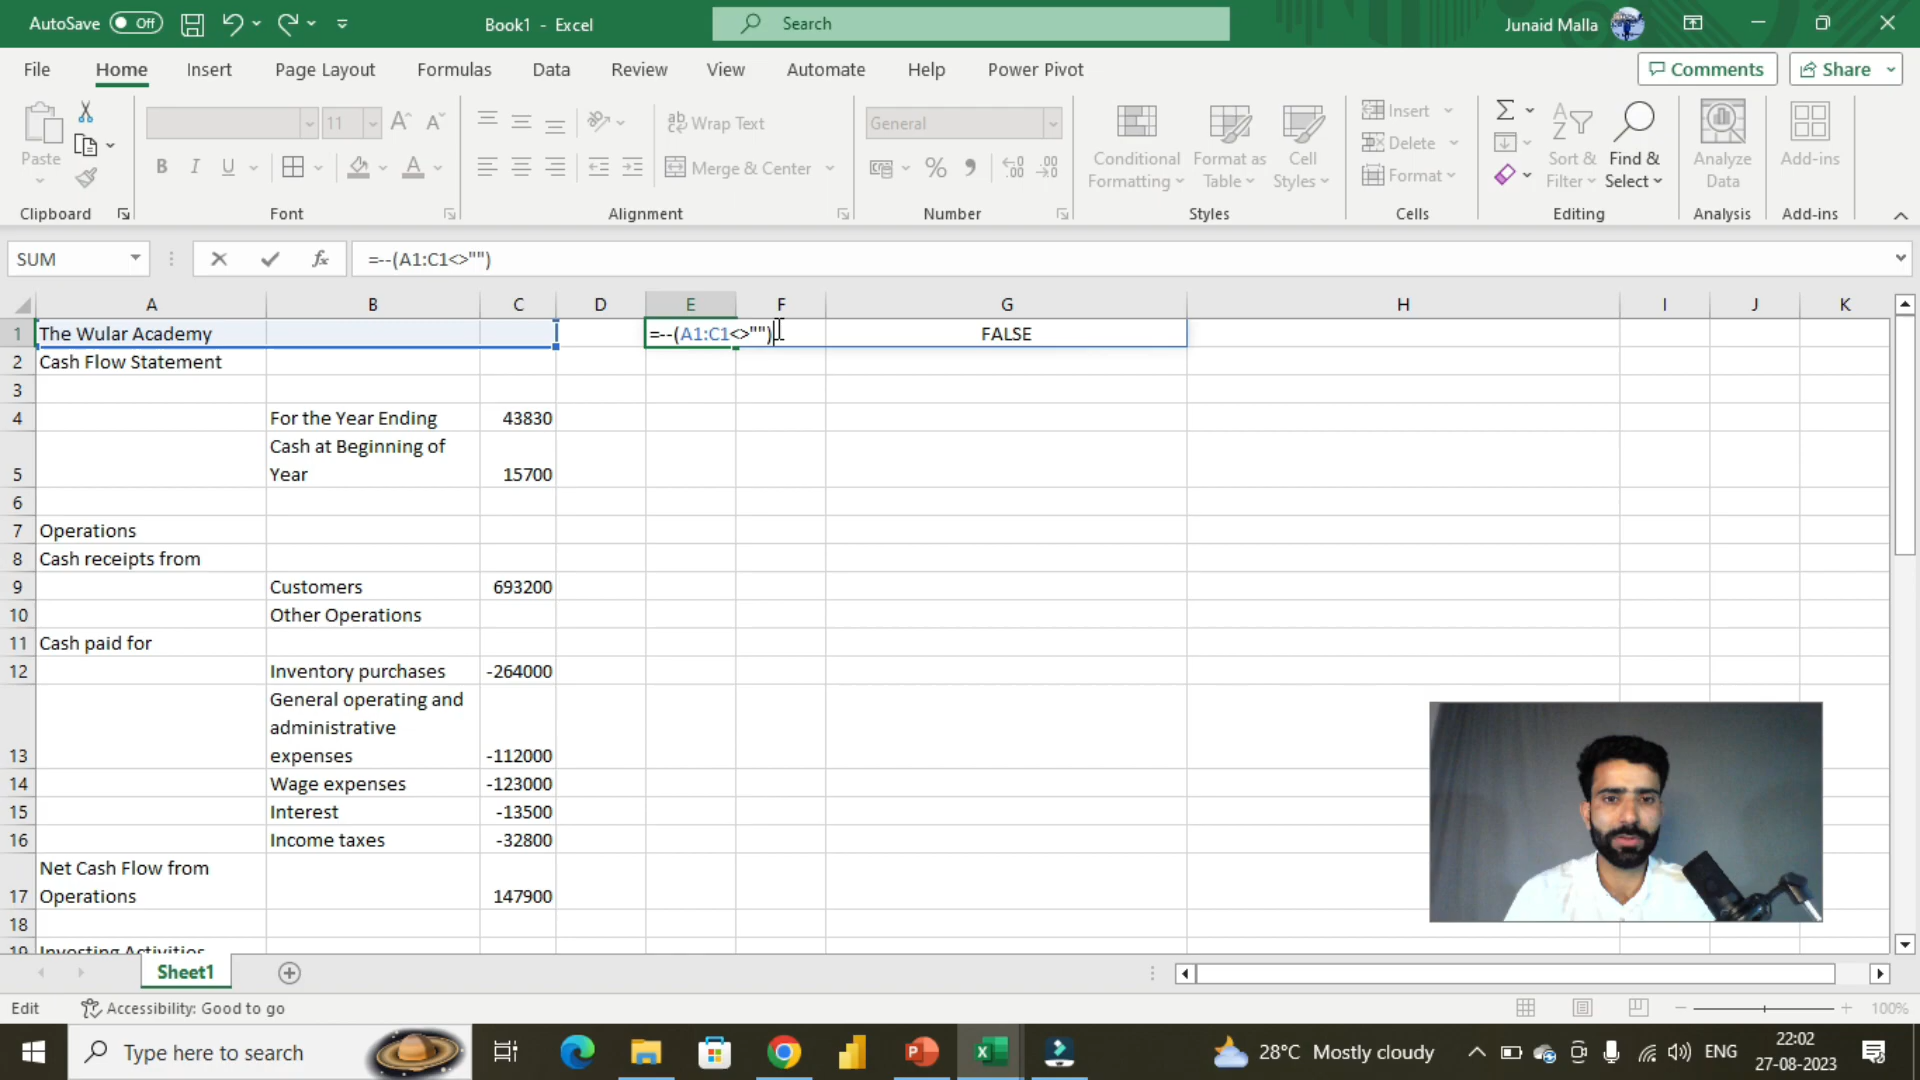 AutoSave Off Book1 - Excel Search Junaid Malla
File Home Insert Page Layout Formulas Data Review View Automate Help Power Pivot Comments Share
Paste
Clipboard
11
B I U
Font
ab Wrap Text
Merge & Center
Alignment
General
Number
Conditional Formatting
Format as Table
Cell Styles
Styles
Insert
Delete
Format
Cells
Sort & Filter
Find & Select
Editing
Analyze Data
Analysis
Add-ins
Add-ins
SUM fx =--(A1:C1<>"")
A B C D E F G H I J K
1 The Wular Academy =--(A1:C1<>"") FALSE
2 Cash Flow Statement
3
4 For the Year Ending 43830
Cash at Beginning of
5 Year 15700
6
7 Operations
8 Cash receipts from
9 Customers 693200
10 Other Operations
11 Cash paid for
12 Inventory purchases -264000
General operating and
administrative
13 expenses -112000
14 Wage expenses -123000
15 Interest -13500
16 Income taxes -32800
Net Cash Flow from
17 Operations 147900
18
19 Investing Activities
Sheet1
Edit Accessibility: Good to go 100%
Type here to search 28°C Mostly cloudy ENG 22:02
27-08-2023